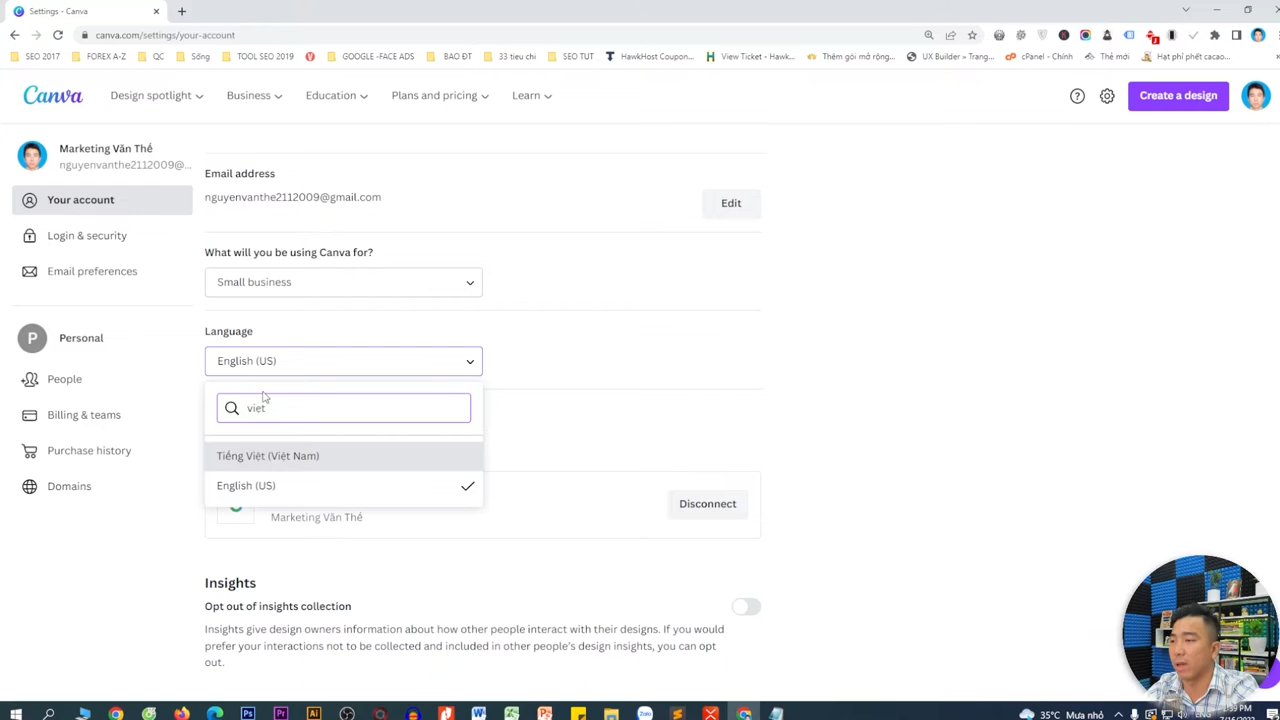 Settings - Canva
canva.com/settings/your-account
SEO 2017
FOREX A-Z
QC
Sống
TOOL SEO 2019
GOOGLE -FACE ADS
BAO ĐT
33 tieu chi
SEO TUT
HawkHost Coupon...
View Ticket - Hawk...
Thêm gói mở rộng...
UX Builder » Trang...
cPanel - Chính
Thẻ mới
Hạt phỉ phết cacao...
Canva
Design spotlight
Business
Education
Plans and pricing
Learn
Create a design
Marketing Văn Thế
nguyenvanthe2112009@...
Your account
Login & security
Email preferences
P
Personal
People
Billing & teams
Purchase history
Domains
Email address
nguyenvanthe2112009@gmail.com
Edit
What will you be using Canva for?
Small business
Language
English (US)
việt
Tiếng Việt (Việt Nam)
English (US)
Marketing Văn Thế
Disconnect
Insights
Opt out of insights collection
Insights give design owners information about how other people interact with their designs. If you would
prefer your interactions not to be collected and included in other people's design insights, you can opt
out.
35°C Mưa nhỏ